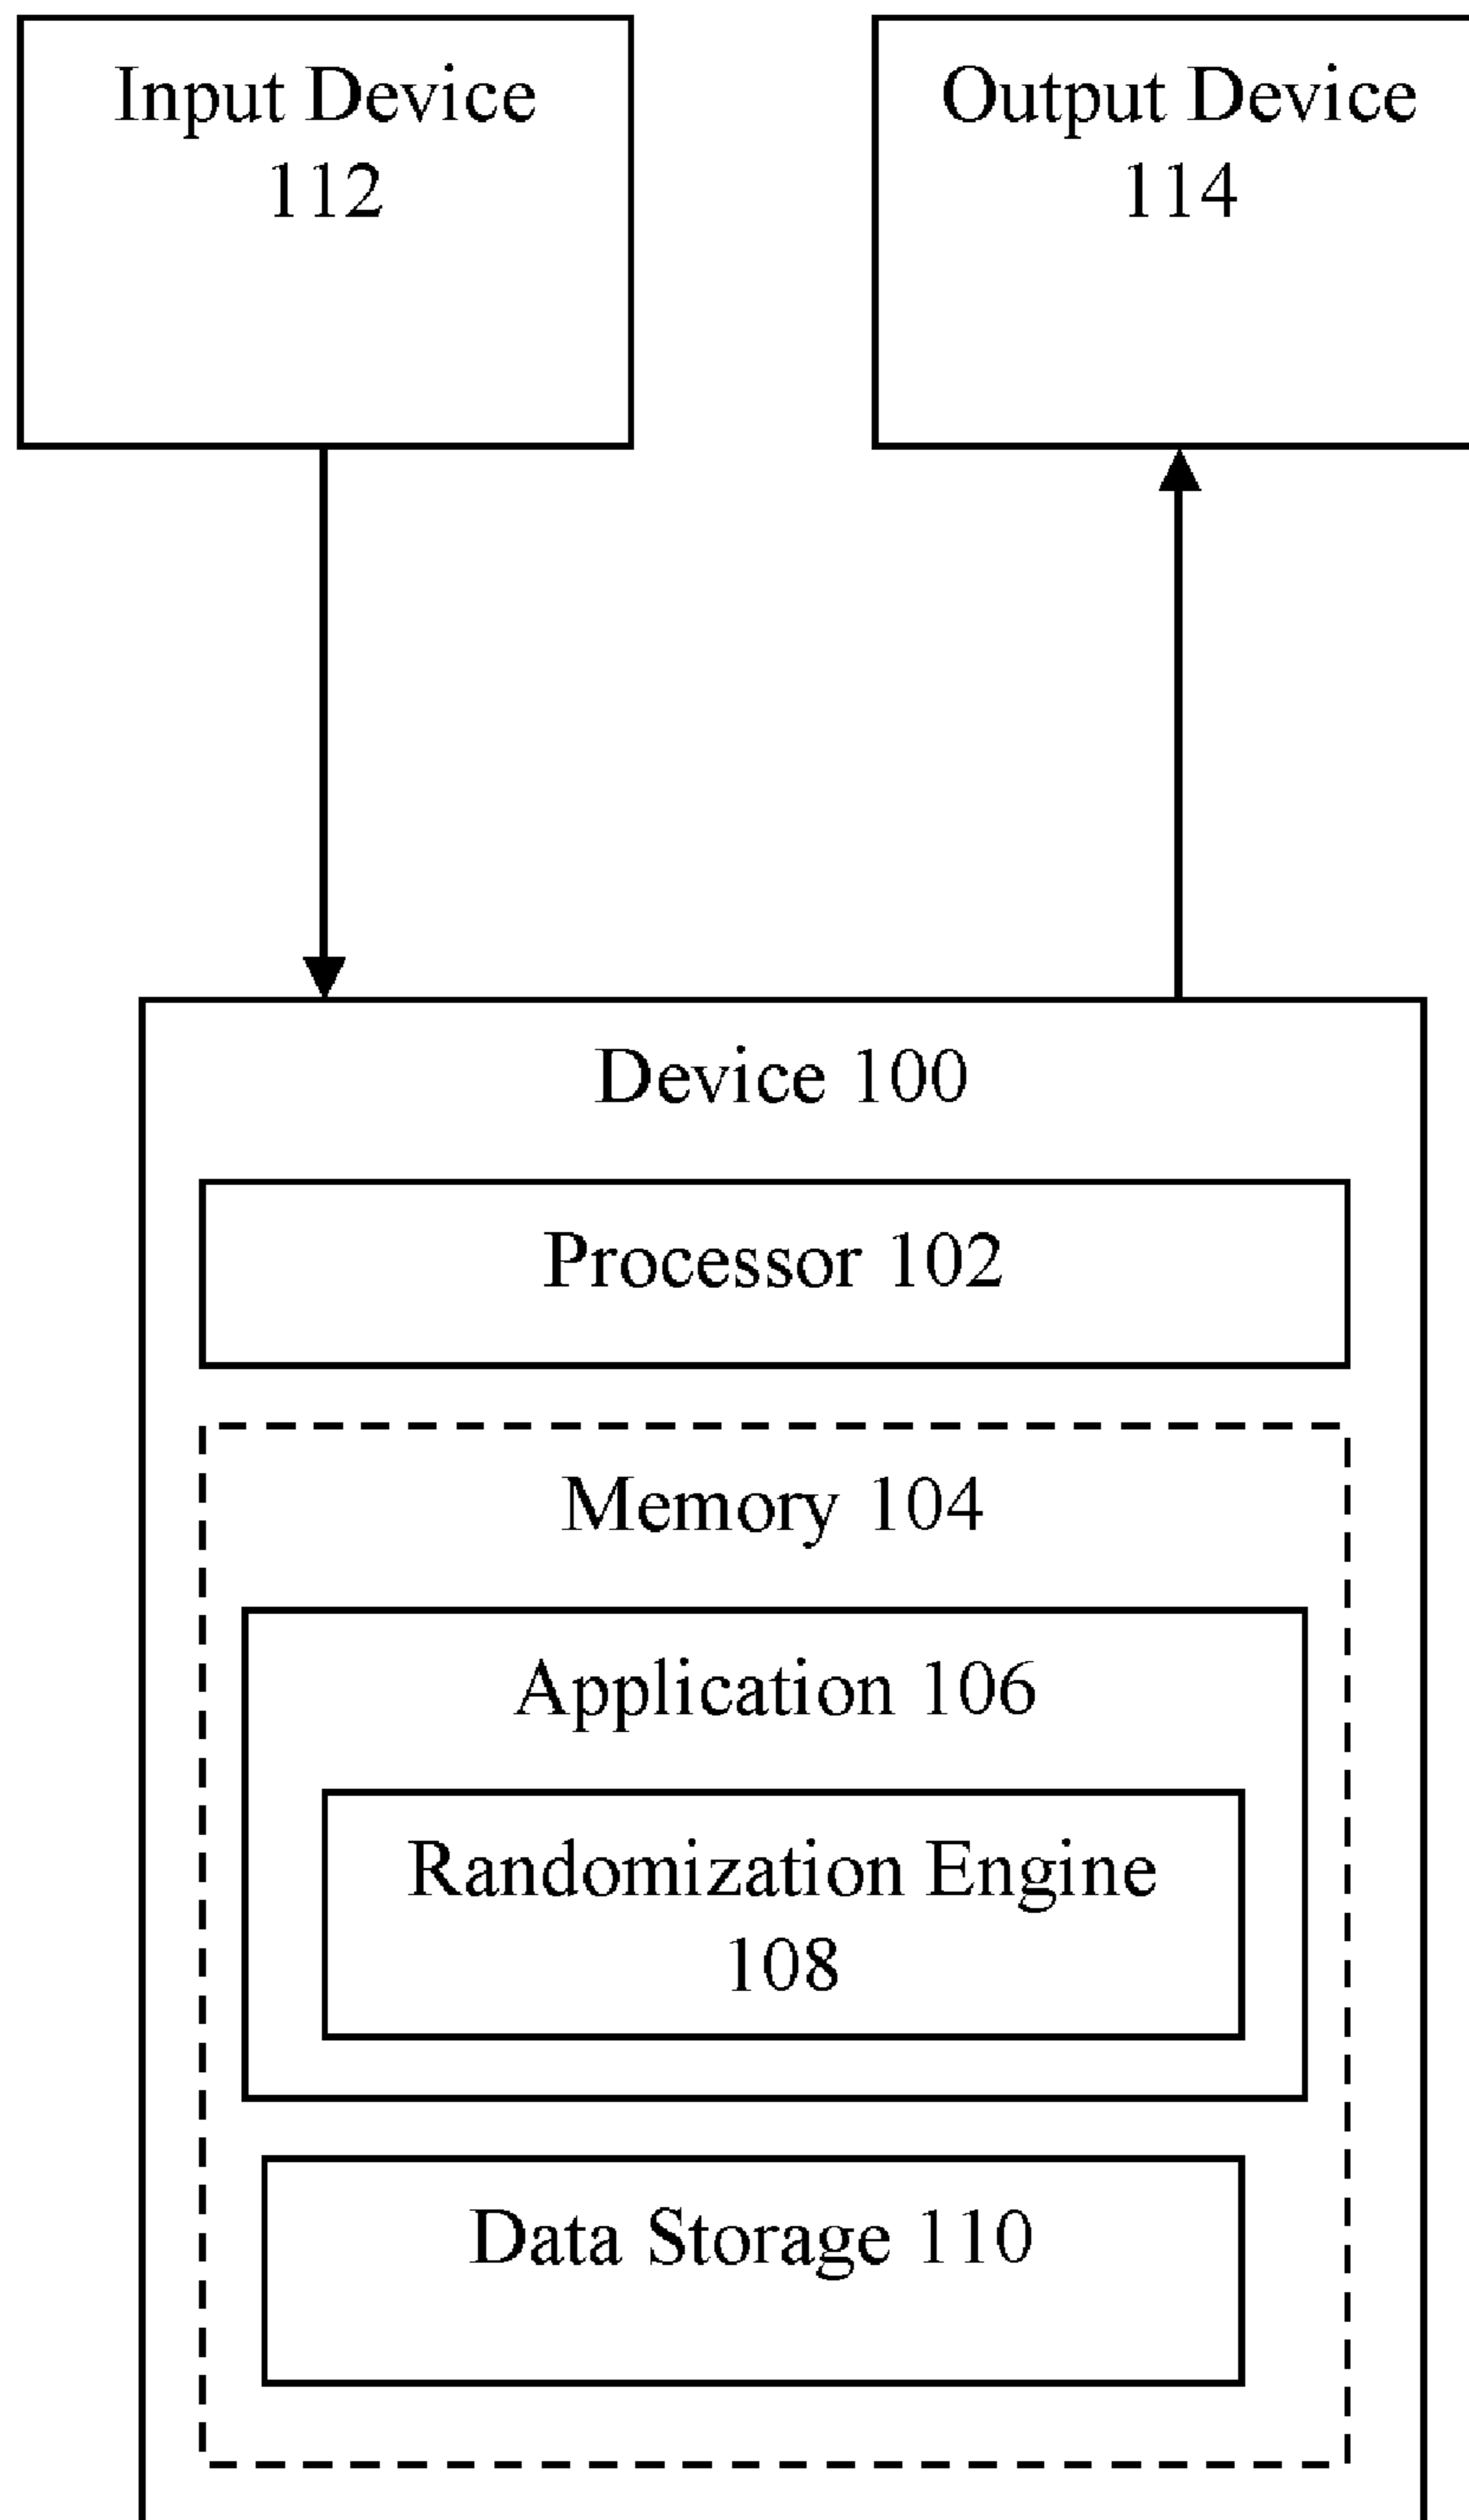 Input Device
112
Output Device
114
Device 100
Processor 102
Memory 104
Application 106
Randomization Engine
108
Data Storage 110